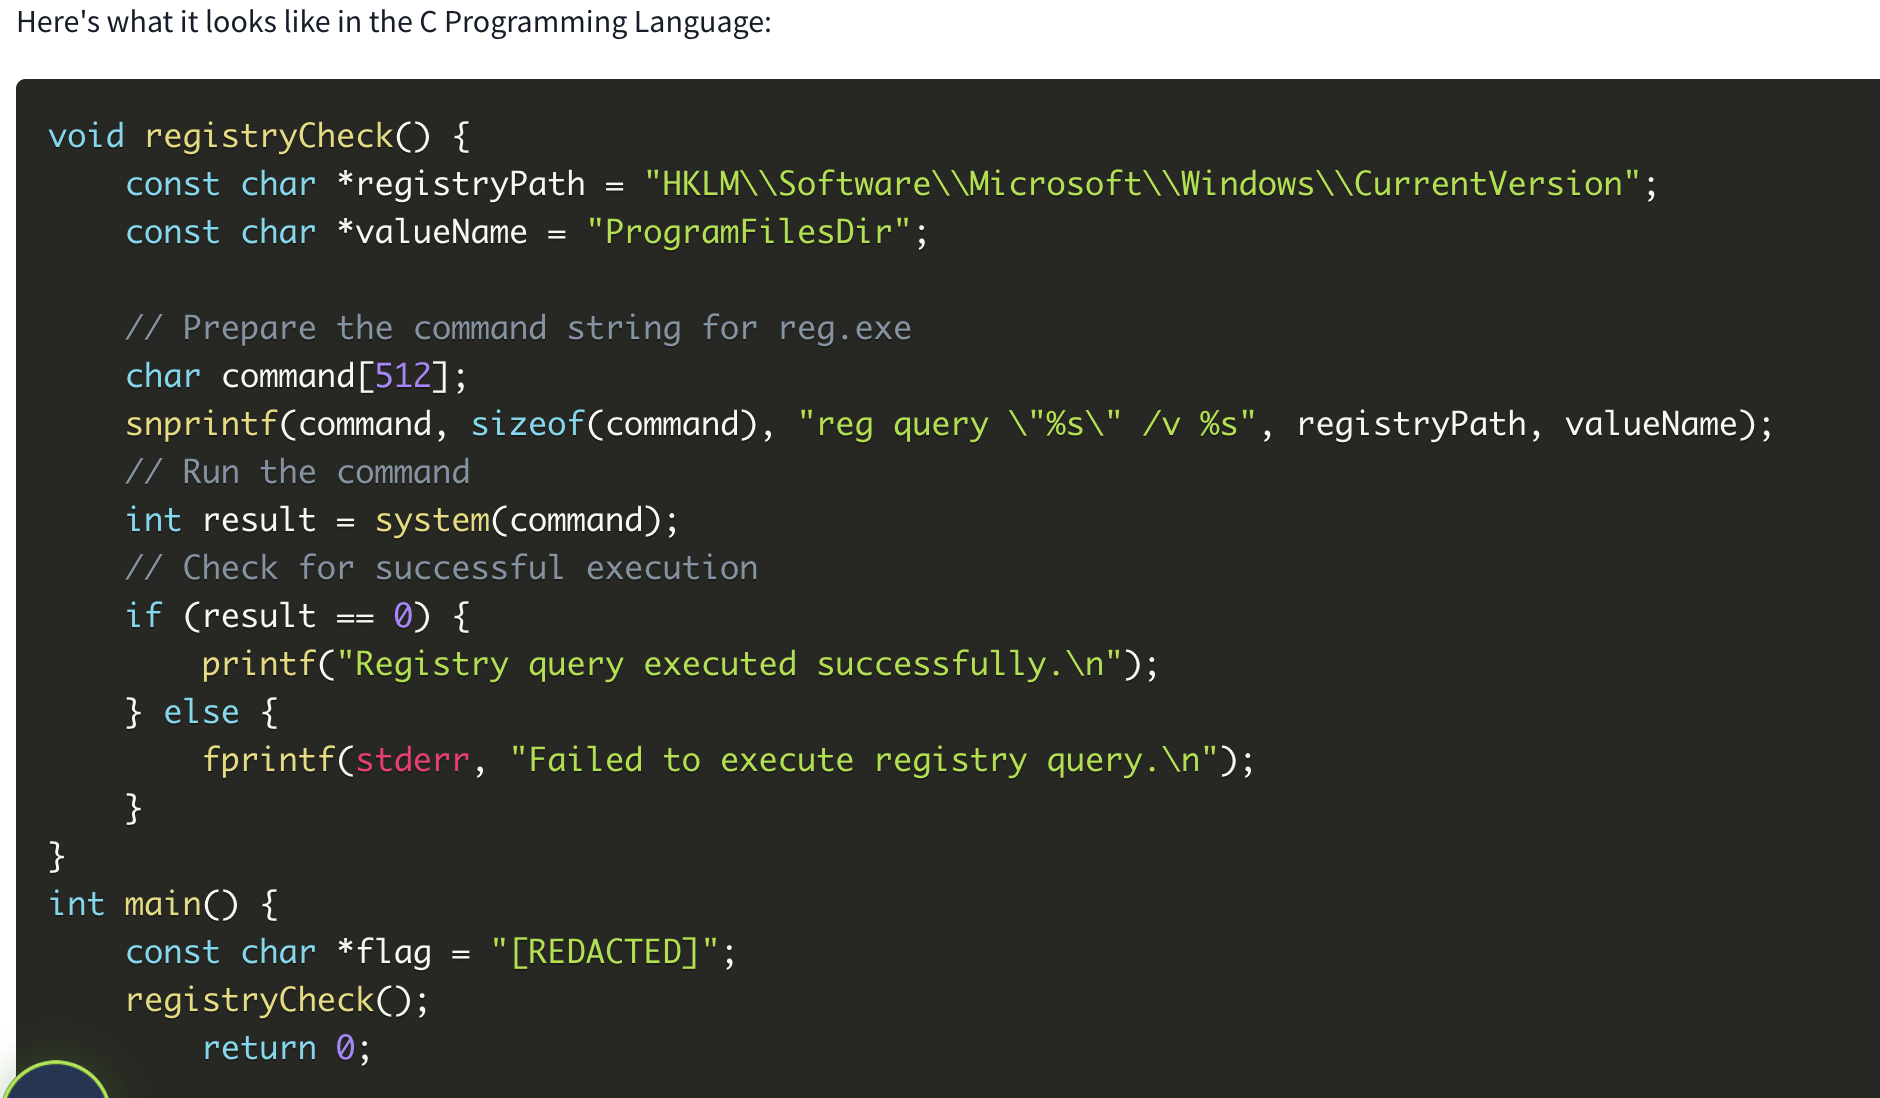 Here's what it looks like in the C Programming Language:
void registryCheck() {
    const char *registryPath = "HKLM\\Software\\Microsoft\\Windows\\CurrentVersion";
    const char *valueName = "ProgramFilesDir";
    // Prepare the command string for reg.exe
    char command[512];
    snprintf(command, sizeof(command), "reg query \"%s\" /v %s", registryPath, valueName);
    // Run the command
    int result = system(command);
    // Check for successful execution
    if (result == 0) {
        printf("Registry query executed successfully.\n");
    } else {
        fprintf(stderr, "Failed to execute registry query.\n");
    }
}
int main() {
    const char *flag = "[REDACTED]";
    registryCheck();
        return 0;